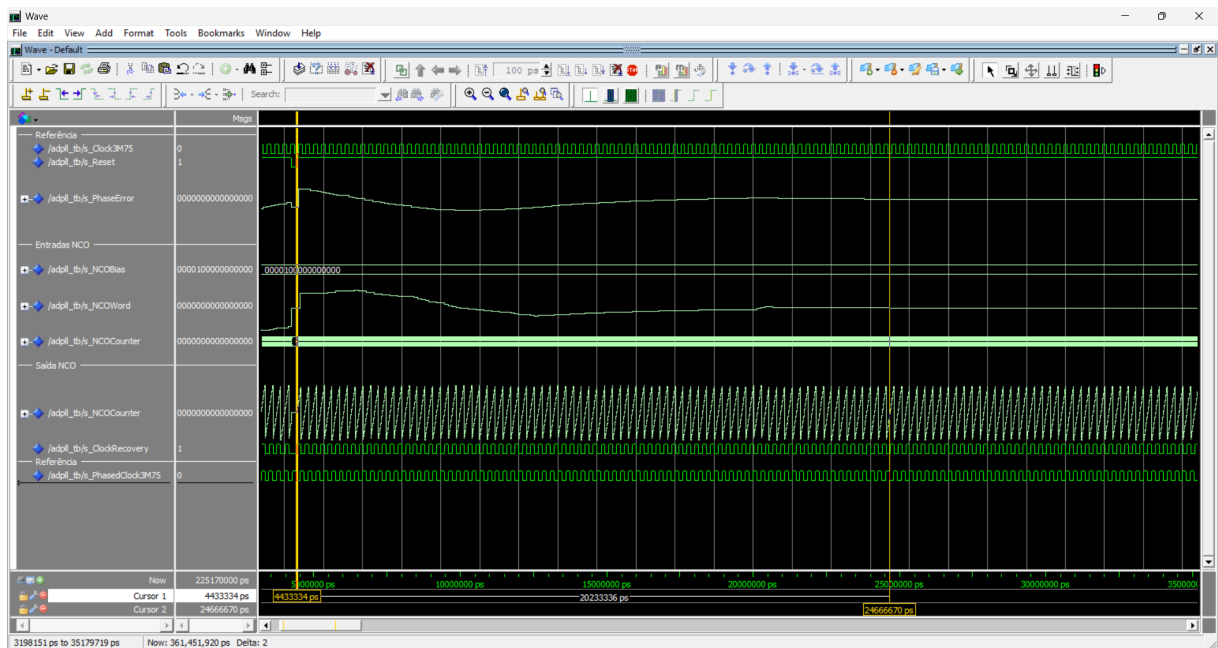 Wave
File Edit View Add Format Tools Bookmarks Window Help
Wave - Default
100 ps
Search:
Msgs
Referência
/adpll_tb/s_Clock3M75 0
/adpll_tb/s_Reset 1
/adpll_tb/s_PhaseError 0000000000000000
Entradas NCO
/adpll_tb/s_NCOBias 0000100000000000 0000100000000000
/adpll_tb/s_NCOWord 0000000000000000
/adpll_tb/s_NCOCounter 0000000000000000
Saída NCO
/adpll_tb/s_NCOCounter 0000000000000000
/adpll_tb/s_ClockRecovery 1
Referência
/adpll_tb/s_PhasedClock3M75 0
Now 225170000 ps 5000000 ps 10000000 ps 15000000 ps 20000000 ps 25000000 ps 30000000 ps 3500000
Cursor 1 4433334 ps 4433334 ps 20233336 ps
Cursor 2 24666670 ps 24666670 ps
3198151 ps to 35179719 ps Now: 361,451,920 ps Delta: 2